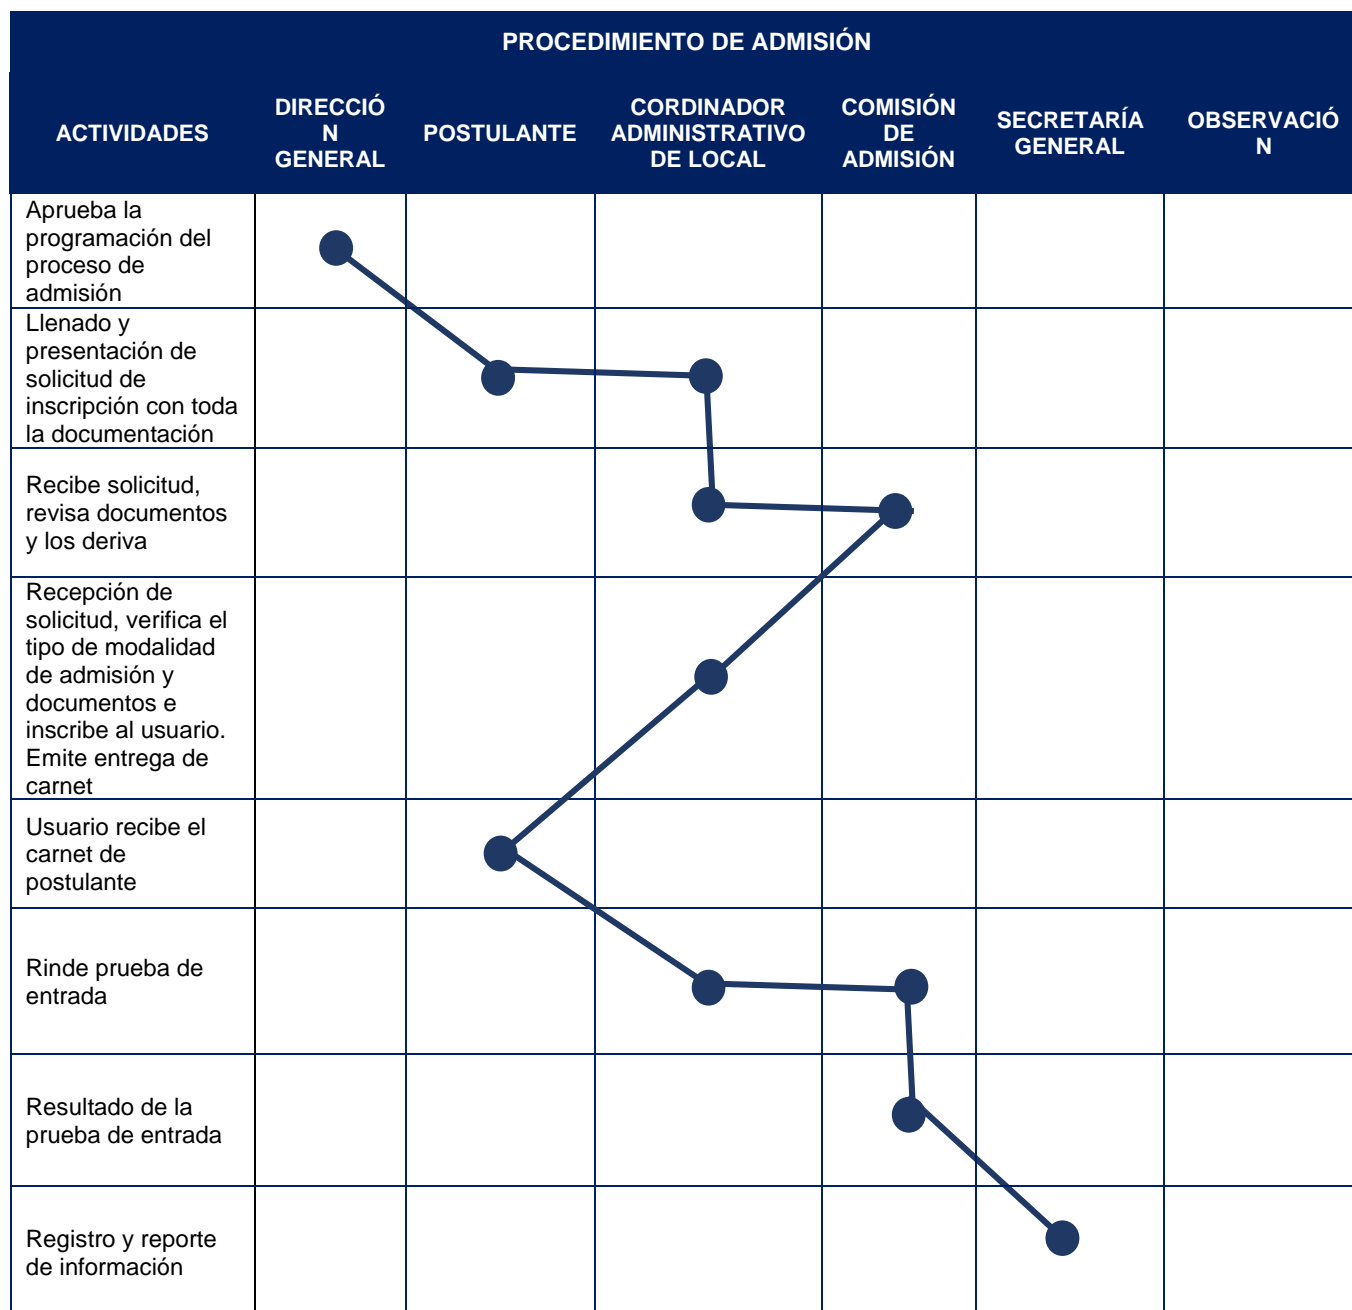 PROCEDIMIENTO DE ADMISIÓN
ACTIVIDADES
DIRECCIÓ
N
GENERAL
POSTULANTE
CORDINADOR
ADMINISTRATIVO
DE LOCAL
COMISIÓN
DE
ADMISIÓN
SECRETARÍA
GENERAL
OBSERVACIÓ
N
Aprueba la
programación del
proceso de
admisión
Llenado y
presentación de
solicitud de
inscripción con toda
la documentación
Recibe solicitud,
revisa documentos
y los deriva
Recepción de
solicitud, verifica el
tipo de modalidad
de admisión y
documentos e
inscribe al usuario.
Emite entrega de
carnet
Usuario recibe el
carnet de
postulante
Rinde prueba de
entrada
Resultado de la
prueba de entrada
Registro y reporte
de información